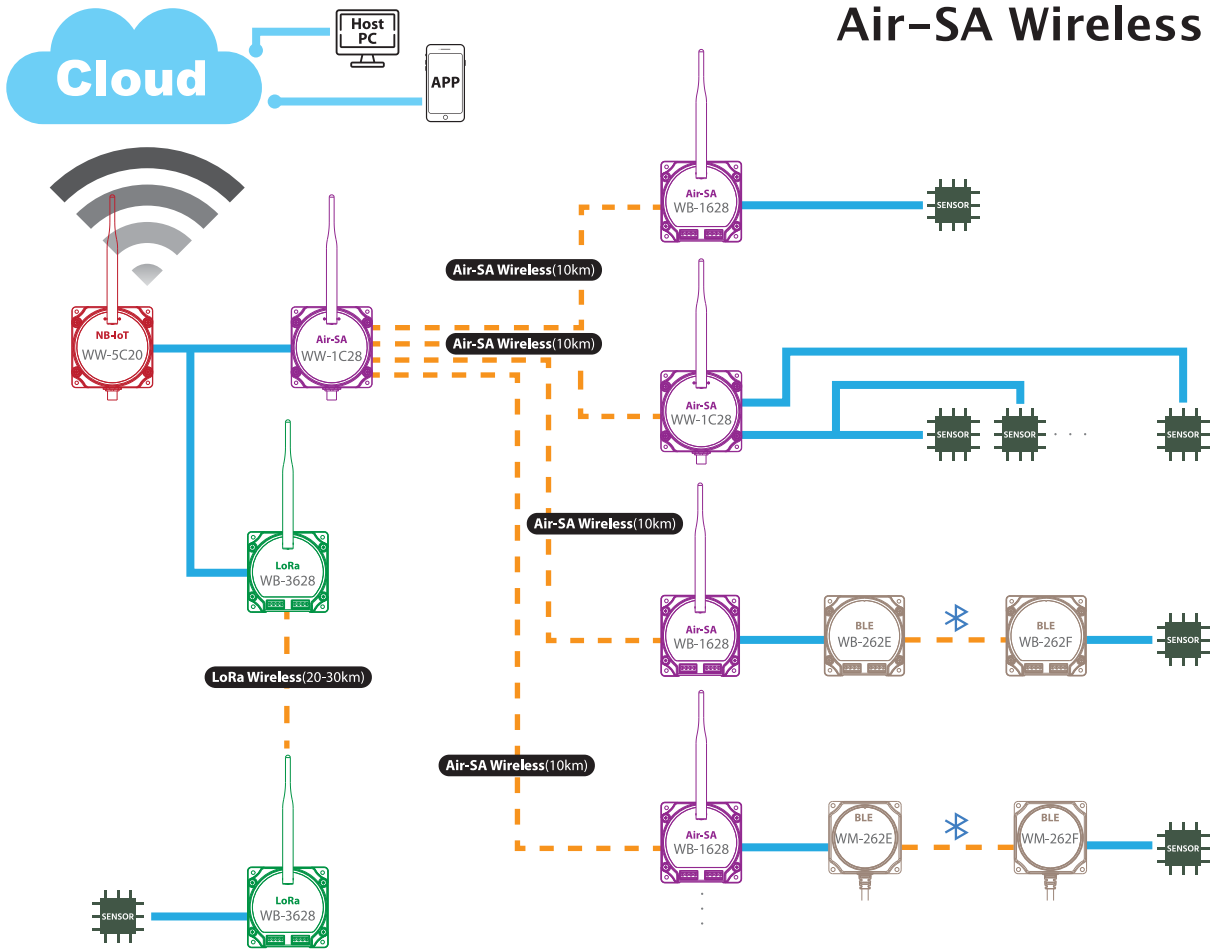 Air-SA Wireless
Cloud
Host
PC
APP
Air-SA
WB-1628
SENSOR
Air-SA Wireless(10km)
NB-IoT
WW-5C20
Air-SA
WW-1C28
Air-SA Wireless(10km)
Air-SA
WW-1C28
SENSOR
SENSOR
. . . .
SENSOR
Air-SA Wireless(10km)
LoRa
WB-3628
Air-SA
WB-1628
BLE
WB-262E
BLE
WB-262F
SENSOR
LoRa Wireless(20-30km)
Air-SA Wireless(10km)
Air-SA
WB-1628
BLE
WM-262E
BLE
WM-262F
SENSOR
LoRa
WB-3628
SENSOR